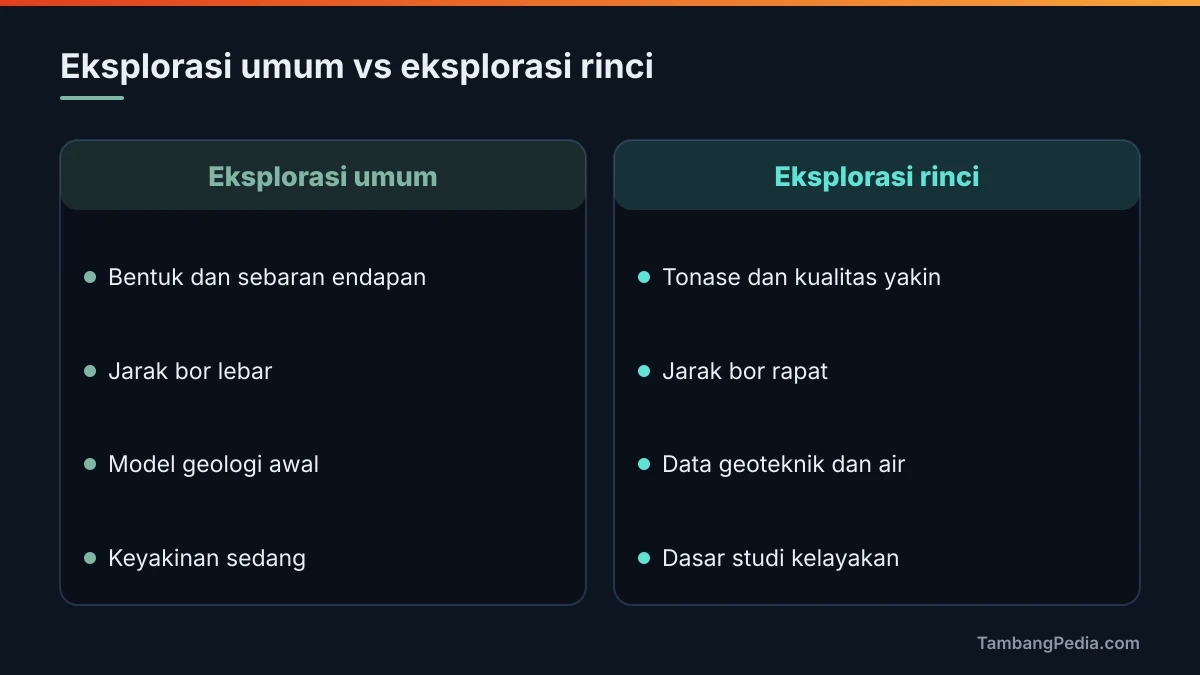 Eksplorasi umum vs eksplorasi rinci
Eksplorasi umum
Bentuk dan sebaran endapan
Jarak bor lebar
Model geologi awal
Keyakinan sedang
Eksplorasi rinci
Tonase dan kualitas yakin
Jarak bor rapat
Data geoteknik dan air
Dasar studi kelayakan
TambangPedia.com